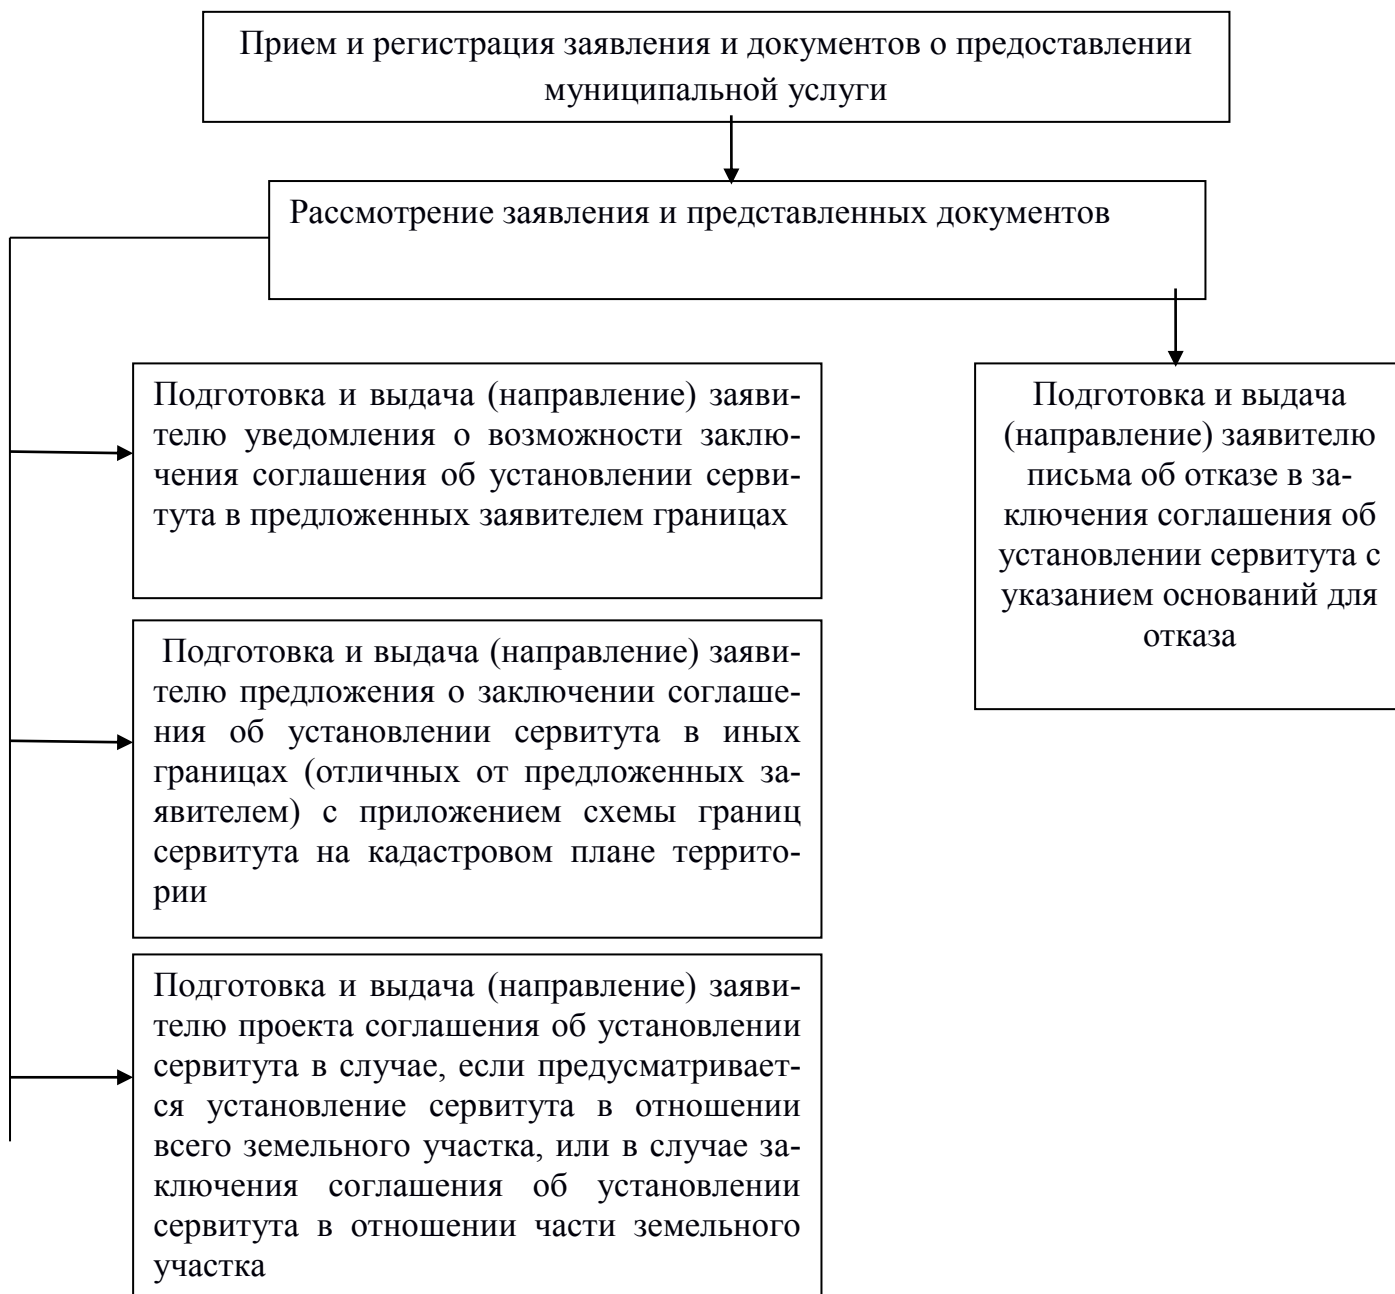 Прием и регистрация заявления и документов о предоставлении
муниципальной услуги
Рассмотрение заявления и представленных документов
Подготовка и выдача (направление) заяви-
телю уведомления о возможности заклю-
чения соглашения об установлении серви-
тута в предложенных заявителем границах
Подготовка и выдача
(направление) заявителю
письма об отказе в за-
ключения соглашения об
установлении сервитута с
указанием оснований для
отказа
Подготовка и выдача (направление) заяви-
телю предложения о заключении соглаше-
ния об установлении сервитута в иных
границах (отличных от предложенных за-
явителем) с приложением схемы границ
сервитута на кадастровом плане террито-
рии
Подготовка и выдача (направление) заяви-
телю проекта соглашения об установлении
сервитута в случае, если предусматривает-
ся установление сервитута в отношении
всего земельного участка, или в случае за-
ключения соглашения об установлении
сервитута в отношении части земельного
участка